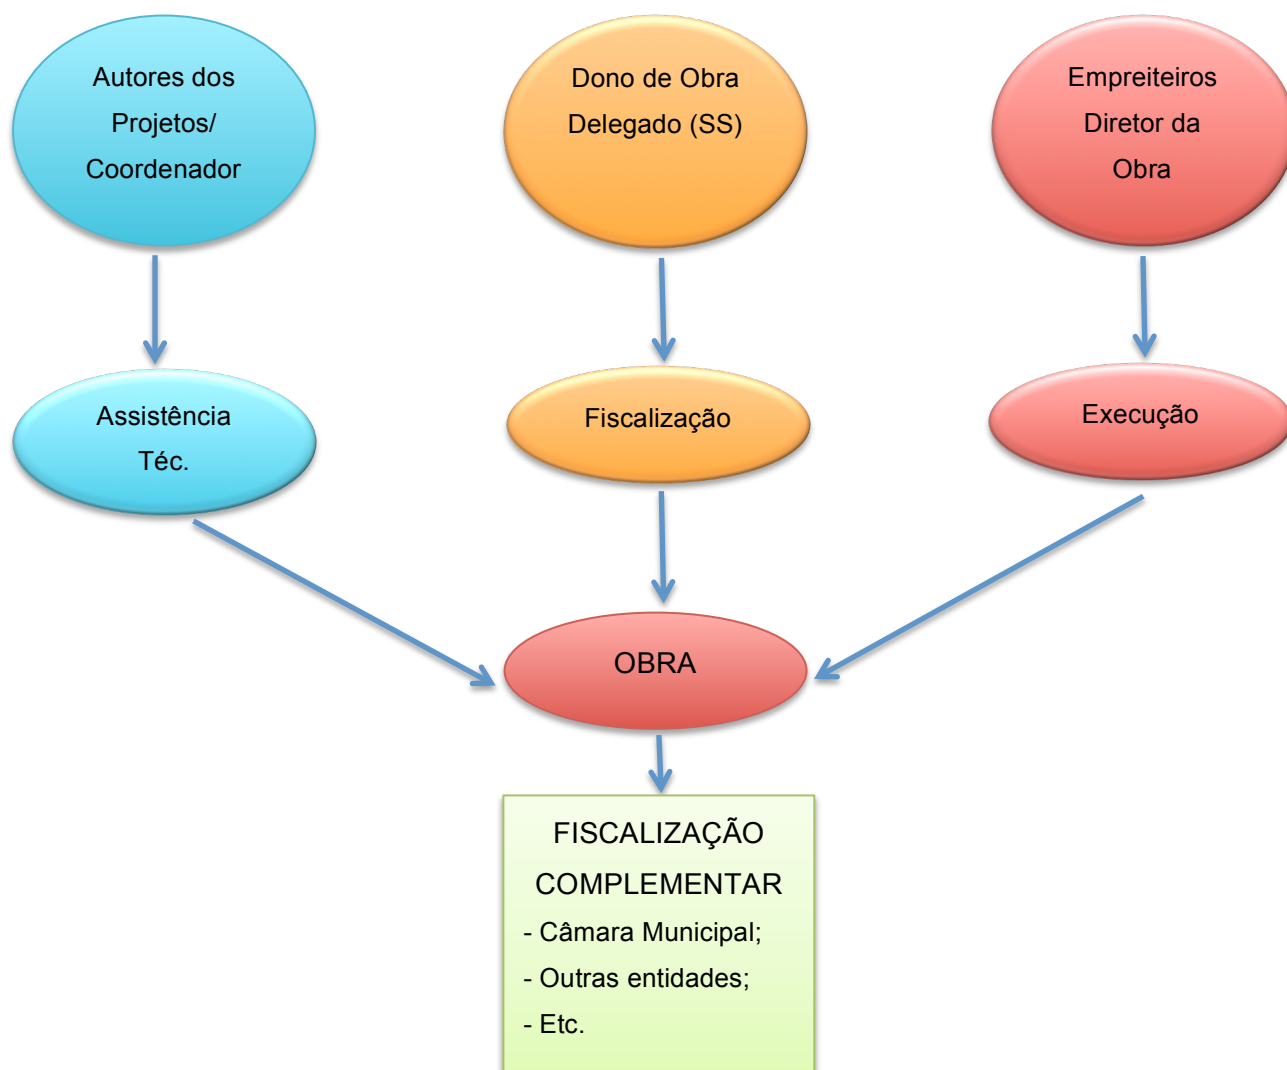 Autores dos
Projetos/
Coordenador
Dono de Obra
Delegado (SS)
Empreiteiros
Diretor da
Obra
Assistência
Téc.
Fiscalização
Execução
OBRA
FISCALIZAÇÃO
COMPLEMENTAR
- Câmara Municipal;
- Outras entidades;
- Etc.